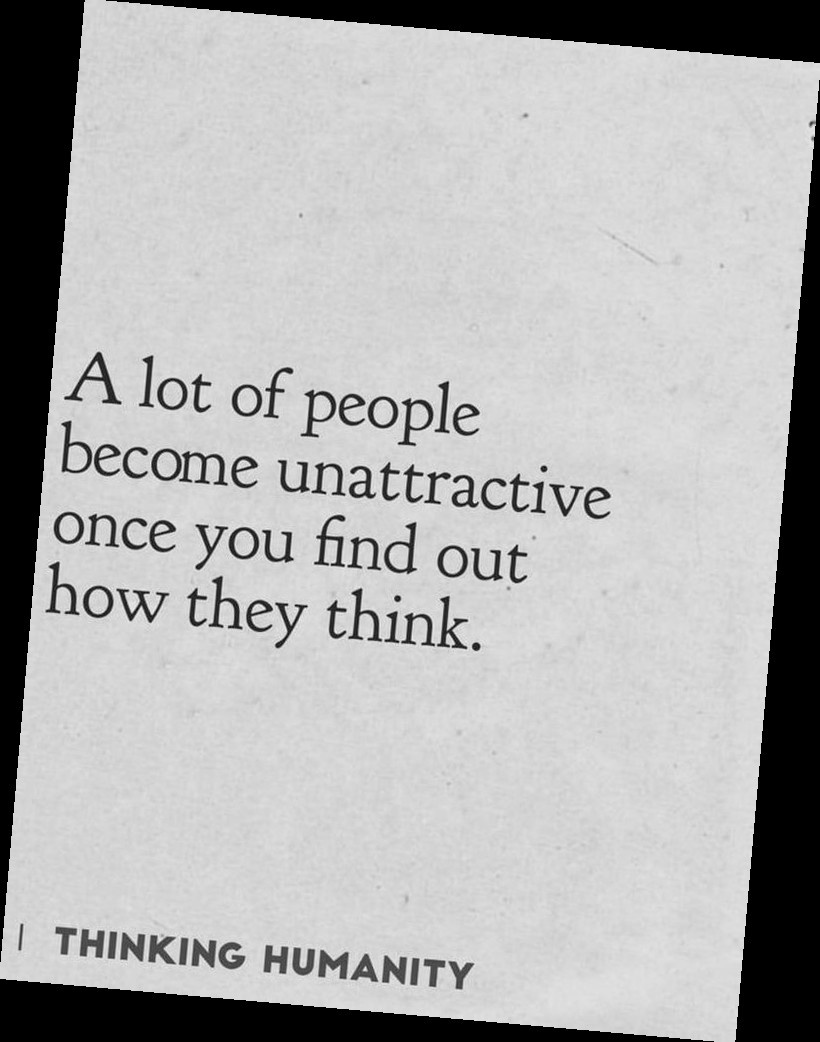 A lot of people
become unattractive
once you find out
how they think.
| THINKING HUMANITY